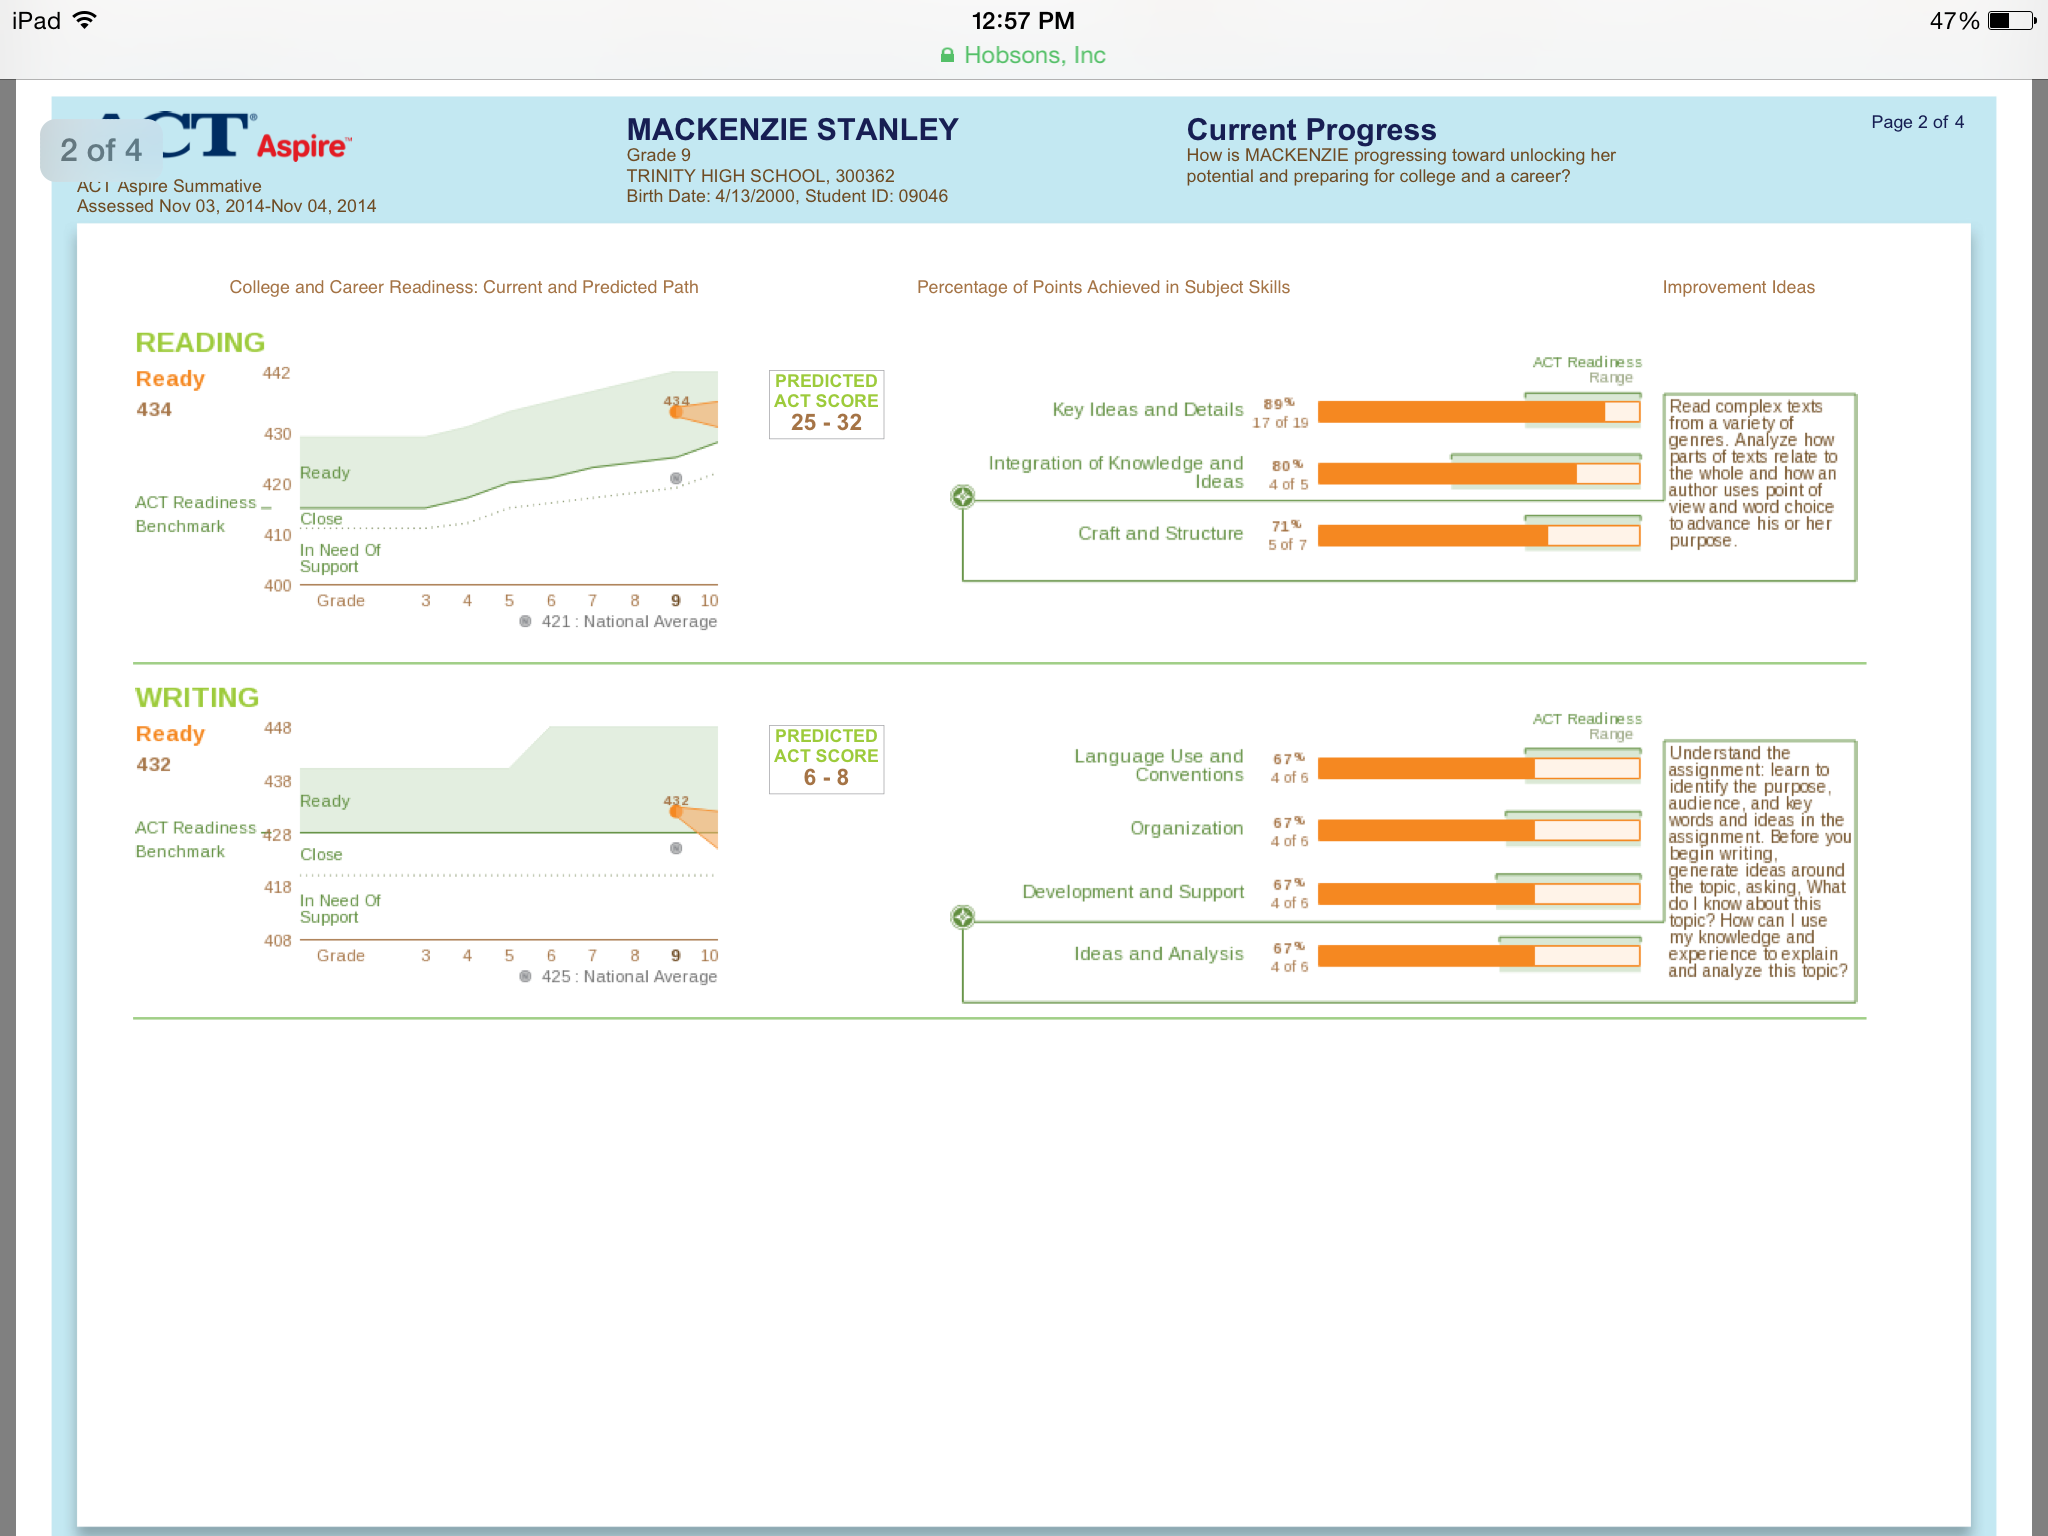 iPad
12:57 PM
47%
Hobsons, Inc
2 of 4
ACT® Aspire™
ACT Aspire Summative
Assessed Nov 03, 2014-Nov 04, 2014
MACKENZIE STANLEY
Grade 9
TRINITY HIGH SCHOOL, 300362
Birth Date: 4/13/2000, Student ID: 09046
Current Progress
How is MACKENZIE progressing toward unlocking her
potential and preparing for college and a career?
Page 2 of 4
College and Career Readiness: Current and Predicted Path
Percentage of Points Achieved in Subject Skills
Improvement Ideas
READING
Ready
434
ACT Readiness
Benchmark
442
430
420
410
400
Ready
Close
In Need Of
Support
434
Grade 3 4 5 6 7 8 9 10
N 421 : National Average
PREDICTED
ACT SCORE
25 - 32
ACT Readiness
Range
Key Ideas and Details
89%
17 of 19
Integration of Knowledge and
Ideas
80%
4 of 5
Craft and Structure
71%
5 of 7
Read complex texts
from a variety of
genres. Analyze how
parts of texts relate to
the whole and how an
author uses point of
view and word choice
to advance his or her
purpose.
WRITING
Ready
432
ACT Readiness
Benchmark
448
438
428
418
408
Ready
Close
In Need Of
Support
432
Grade 3 4 5 6 7 8 9 10
N 425 : National Average
PREDICTED
ACT SCORE
6 - 8
ACT Readiness
Range
Language Use and
Conventions
67%
4 of 6
Organization
67%
4 of 6
Development and Support
67%
4 of 6
Ideas and Analysis
67%
4 of 6
Understand the
assignment: learn to
identify the purpose,
audience, and key
words and ideas in the
assignment. Before you
begin writing,
generate ideas around
the topic, asking, What
do I know about this
topic? How can I use
my knowledge and
experience to explain
and analyze this topic?